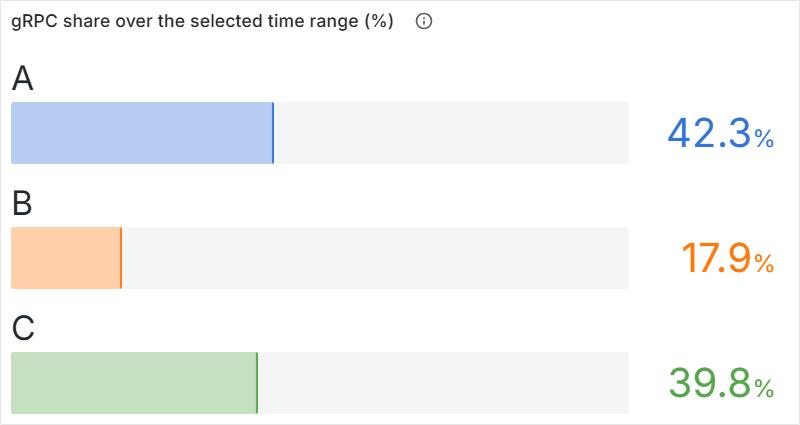 gRPC share over the selected time range (%)
A
42.3%
B
17.9%
C
39.8%